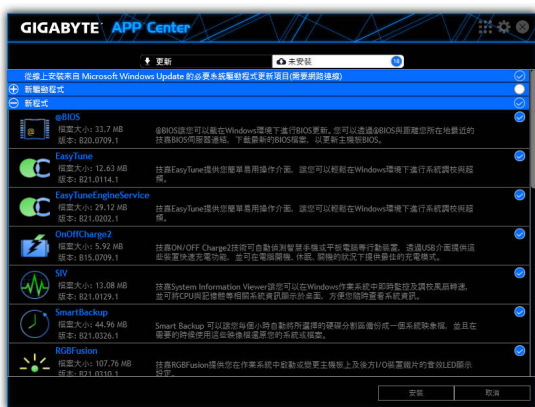 GIGABYTE APP Center
更新
未安裝
從線上安裝來自 Microsoft Windows Update 的必要系統驅動程式更新項目(需要網路連線)
新驅動程式
新程式
@BIOS
檔案大小: 33.7 MB
版本: B20.0709.1
@BIOS讓您可以能在Windows環境下進行BIOS更新。您可以透過@BIOS與距離您所在地最近的
技嘉BIOS伺服器連結, 下載最新的BIOS檔案, 以更新主機板BIOS。
EasyTune
檔案大小: 12.63 MB
版本: B21.0114.1
技嘉EasyTune提供您簡單易用操作介面, 讓您可以輕鬆在Windows環境下進行系統調校與超
頻。
EasyTuneEngineService
檔案大小: 29.12 MB
版本: B21.0202.1
技嘉EasyTune提供您簡單易用操作介面, 讓您可以輕鬆在Windows環境下進行系統調校與超
頻。
OnOffCharge2
檔案大小: 5.92 MB
版本: B15.0709.1
技嘉ON/OFF Charge2技術可自動偵測智慧手機或平板電腦等行動裝置, 透過USB介面提供這
些裝置快速充電功能, 並可在電腦開機、休眠、關機的狀況下提供最佳的充電模式。
SIV
檔案大小: 13.08 MB
版本: B21.0129.1
技嘉System Information Viewer讓您可以在Windows作業系統中即時監控及調校風扇轉速,
並可將CPU與記憶體等相關系統資訊顯示於桌面, 方便您隨時查看系統資訊。
SmartBackup
檔案大小: 44.96 MB
版本: B21.0326.1
Smart Backup 可以讓您每個小時自動將所選擇的硬碟分割區備份成一個系統映象檔, 並且在
需要的時候使用這些映像檔還原您的系統或檔案。
RGBFusion
檔案大小: 107.76 MB
版本: B21.0310.1
技嘉RGBFusion提供您在作業系統中啟動或變更主機板上及後方I/O裝置鐵片的音效LED顯示
設定。
安裝
取消